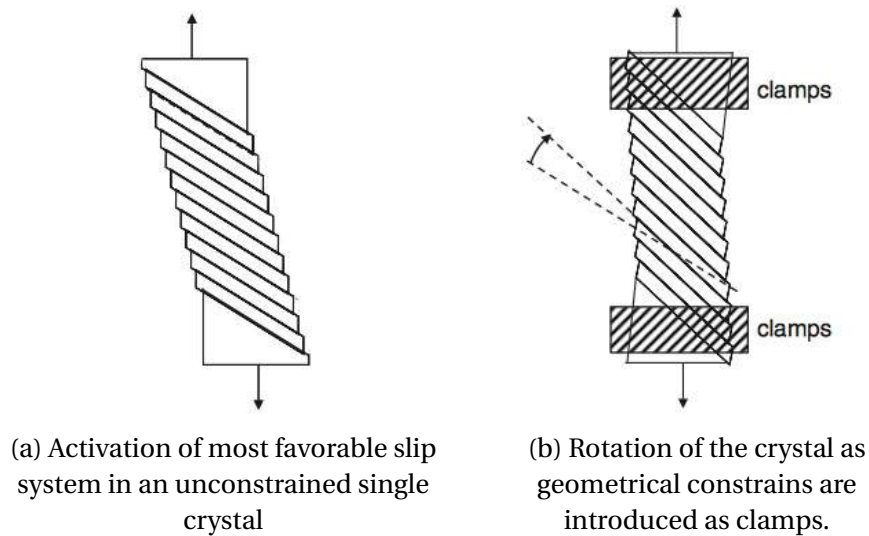 clamps
clamps
(a) Activation of most favorable slip
system in an unconstrained single
crystal
(b) Rotation of the crystal as
geometrical constrains are
introduced as clamps.